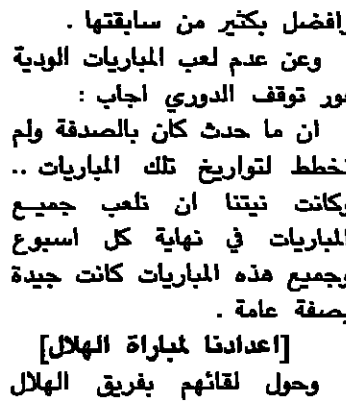 وافضل بكثير من سابقتها .
وعن عدم لعب المباريات الودية
فور توقف الدوري اجاب :
ان ما حدث كان بالصدفة ولم
نخطط لتواريخ تلك المباريات ..
وكانت نيتنا ان نلعب جميع
المباريات في نهاية كل اسبوع
وجميع هذه المباريات كانت جيدة
بصفة عامة .
[اعدادنا لمباراة الهلال]
وحول لقائهم بفريق الهلال